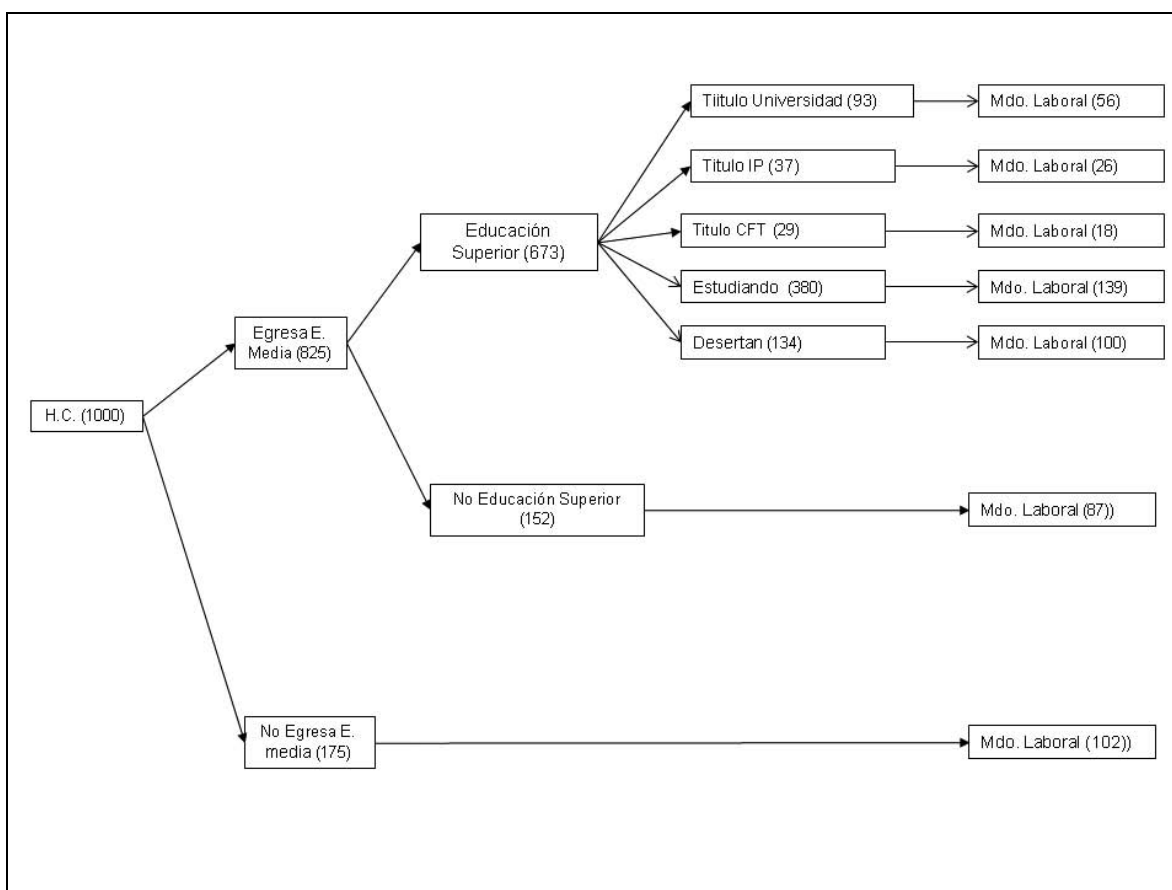 Tiitulo Universidad (93)
Mdo. Laboral (56)
Titulo IP (37)
Mdo. Laboral (26)
Educación
Superior (673)
Titulo CFT (29)
Mdo. Laboral (18)
Estudiando (380)
Mdo. Laboral (139)
Egresa E.
Media (825)
Desertan (134)
Mdo. Laboral (100)
H.C. (1000)
No Educación Superior
(152)
Mdo. Laboral (87))
No Egresa E.
media (175)
Mdo. Laboral (102))